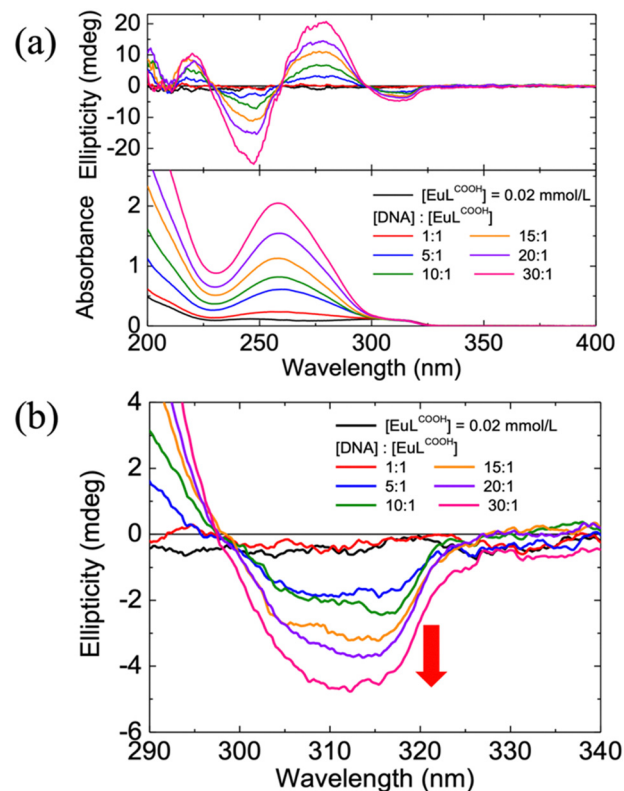 (a)
Ellipticity (mdeg)
20
10
0
-10
-20
Absorbance
2
1
0
[EuL^COOH] = 0.02 mmol/L
[DNA] : [EuL^COOH]
1:1 15:1
5:1 20:1
10:1 30:1
200 250 300 350 400
Wavelength (nm)
(b)
Ellipticity (mdeg)
4
2
0
-2
-4
-6
[EuL^COOH] = 0.02 mmol/L
[DNA] : [EuL^COOH]
1:1 15:1
5:1 20:1
10:1 30:1
290 300 310 320 330 340
Wavelength (nm)